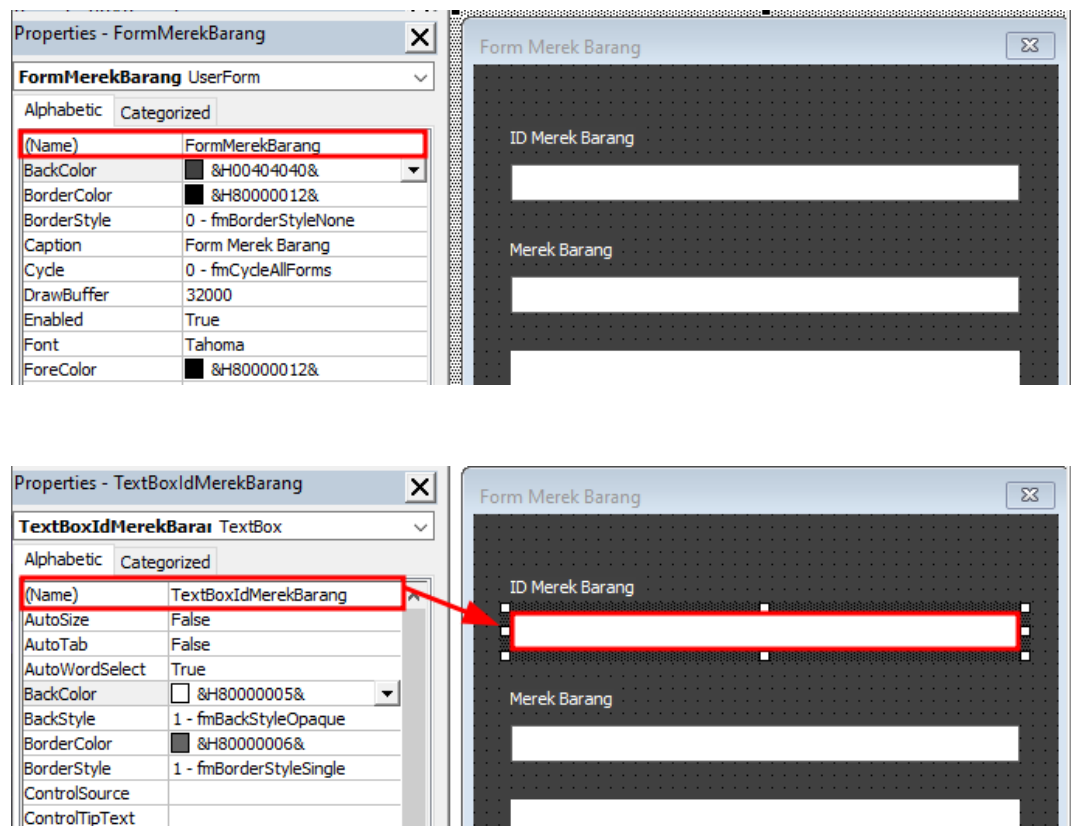 Properties - FormMerekBarang
FormMerekBarang UserForm
Alphabetic Categorized
(Name) FormMerekBarang
BackColor &H00404040&
BorderColor &H80000012&
BorderStyle 0 - fmBorderStyleNone
Caption Form Merek Barang
Cycle 0 - fmCycleAllForms
DrawBuffer 32000
Enabled True
Font Tahoma
ForeColor &H80000012&
Form Merek Barang
ID Merek Barang
Merek Barang
Properties - TextBoxIdMerekBarang
TextBoxIdMerekBarar TextBox
Alphabetic Categorized
(Name) TextBoxIdMerekBarang
AutoSize False
AutoTab False
AutoWordSelect True
BackColor &H80000005&
BackStyle 1 - fmBackStyleOpaque
BorderColor &H80000006&
BorderStyle 1 - fmBorderStyleSingle
ControlSource
ControlTipText
Form Merek Barang
ID Merek Barang
Merek Barang